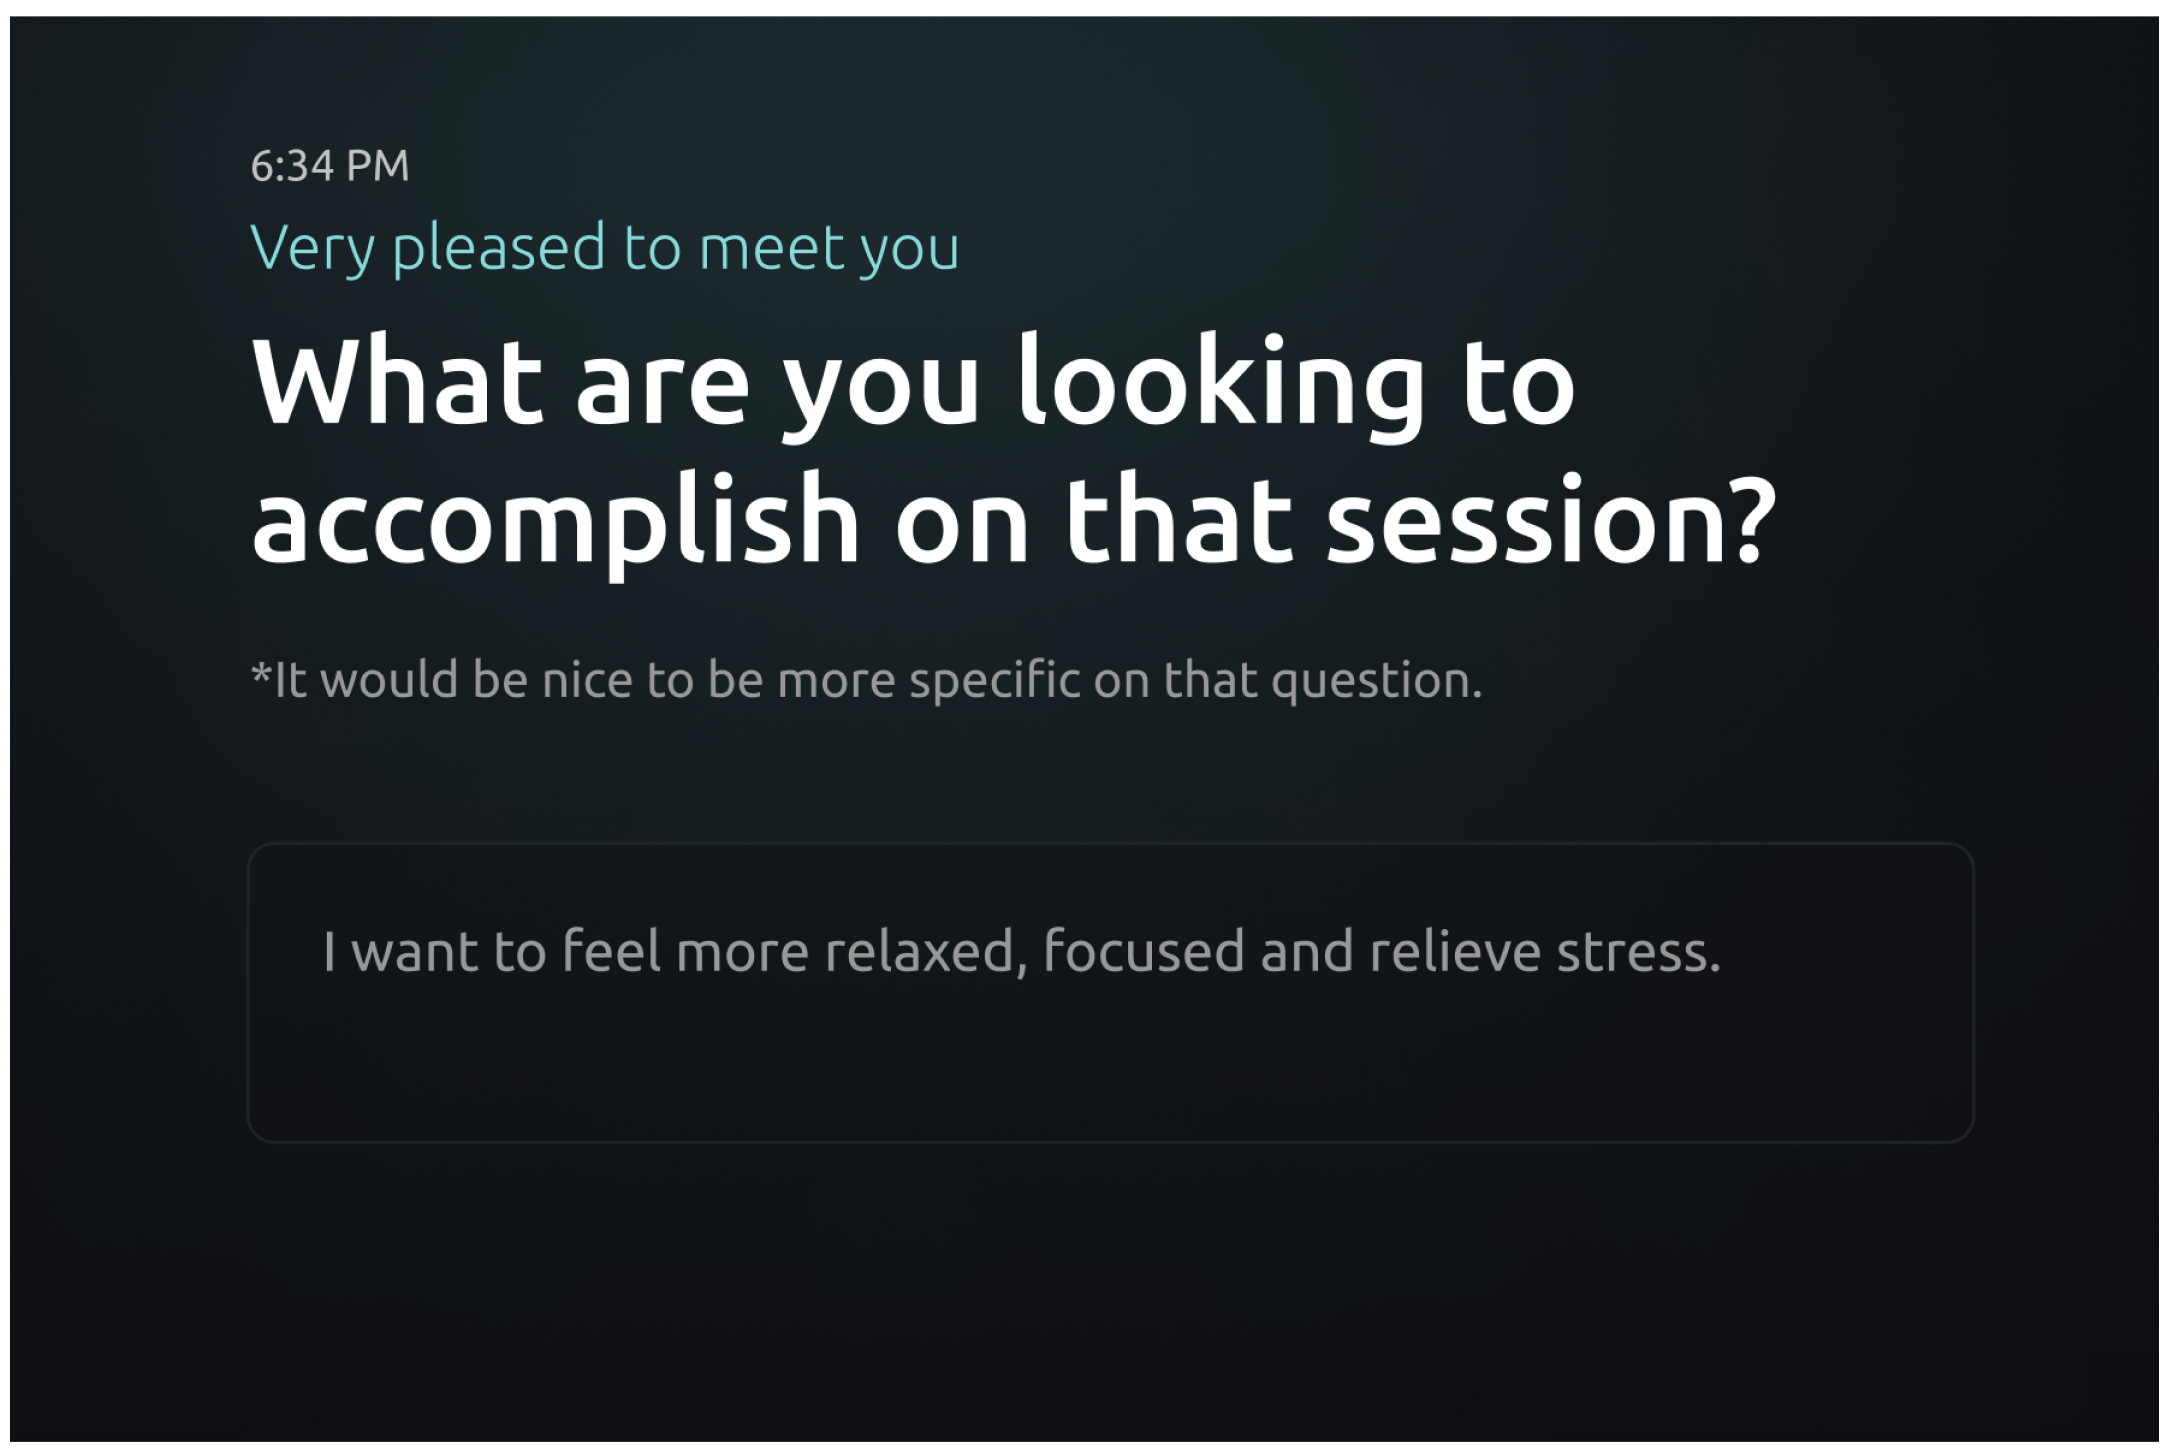 6:34 PM
Very pleased to meet you
What are you looking to
accomplish on that session?
*It would be nice to be more specific on that question.
I want to feel more relaxed, focused and relieve stress.